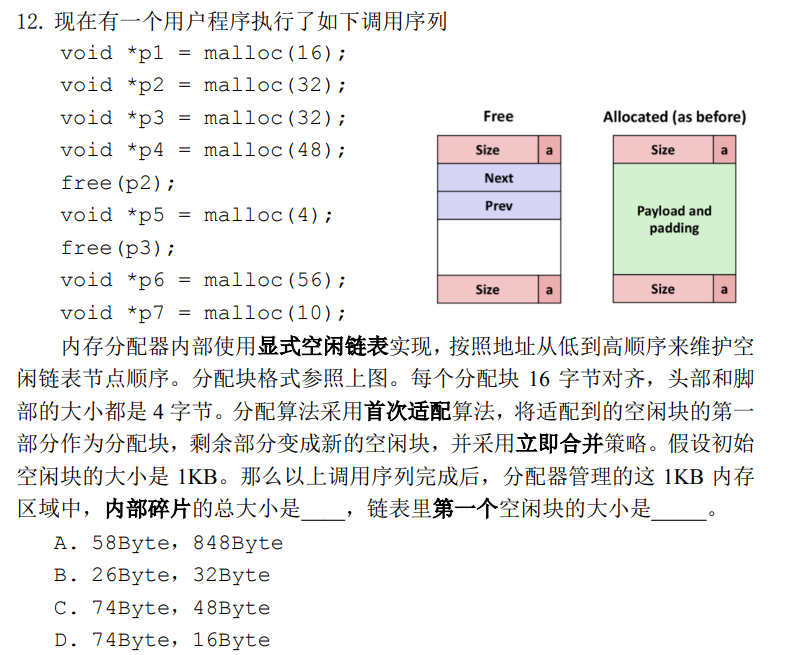 12. 现在有一个用户程序执行了如下调用序列
void *p1 = malloc(16);
void *p2 = malloc(32);
void *p3 = malloc(32);
void *p4 = malloc(48);
free(p2);
void *p5 = malloc(4);
free(p3);
void *p6 = malloc(56);
void *p7 = malloc(10);
Free
Size a
Next
Prev
Size a
Allocated (as before)
Size a
Payload and
padding
Size a
内存分配器内部使用显式空闲链表实现，按照地址从低到高顺序来维护空
闲链表节点顺序。分配块格式参照上图。每个分配块 16 字节对齐，头部和脚
部的大小都是 4 字节。分配算法采用首次适配算法，将适配到的空闲块的第一
部分作为分配块，剩余部分变成新的空闲块，并采用立即合并策略。假设初始
空闲块的大小是 1KB。那么以上调用序列完成后，分配器管理的这 1KB 内存
区域中，内部碎片的总大小是____，链表里第一个空闲块的大小是_____。
A. 58Byte，848Byte
B. 26Byte，32Byte
C. 74Byte，48Byte
D. 74Byte，16Byte